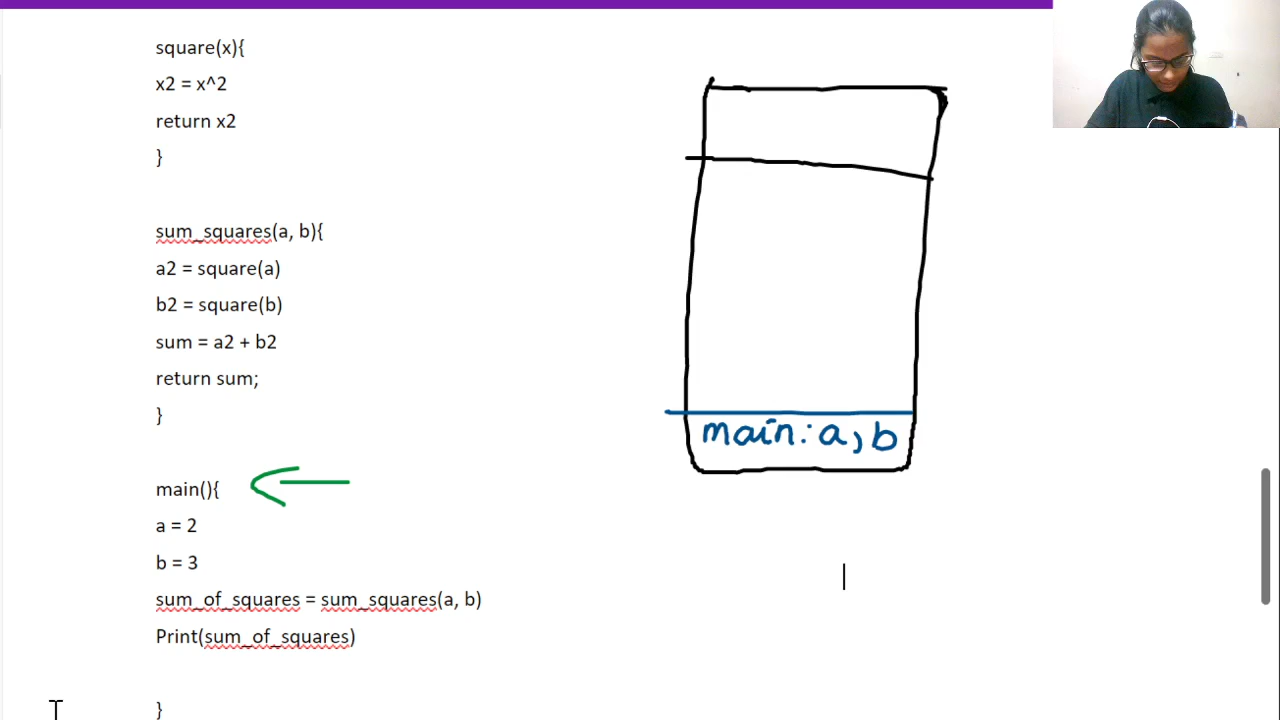 square(x){
x2 = x^2
return x2
}
sum_squares(a, b){
a2 = square(a)
b2 = square(b)
sum = a2 + b2
return sum;
}
main(){
a = 2
b = 3
sum_of_squares = sum_squares(a, b)
Print(sum_of_squares)
}
main: a, b